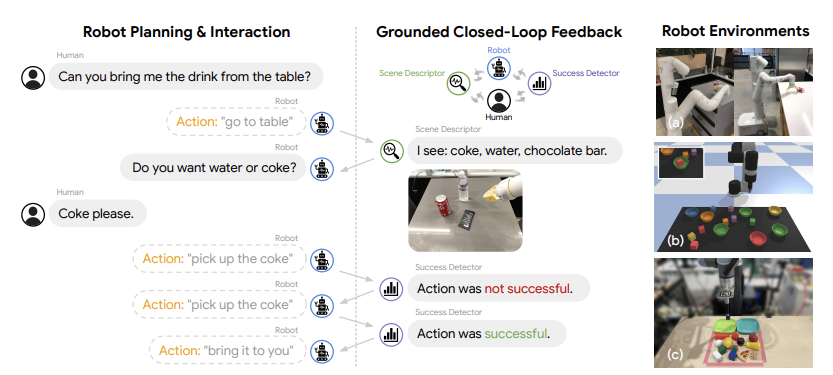 Robot Planning & Interaction
Human
Can you bring me the drink from the table?
Robot
Action: "go to table"
Robot
Do you want water or coke?
Human
Coke please.
Robot
Action: "pick up the coke"
Robot
Action: "pick up the coke"
Robot
Action: "bring it to you"
Grounded Closed-Loop Feedback
Robot
Scene Descriptor
Success Detector
Human
Scene Descriptor
I see: coke, water, chocolate bar.
Success Detector
Action was not successful.
Success Detector
Action was successful.
Robot Environments
(a)
(b)
(c)